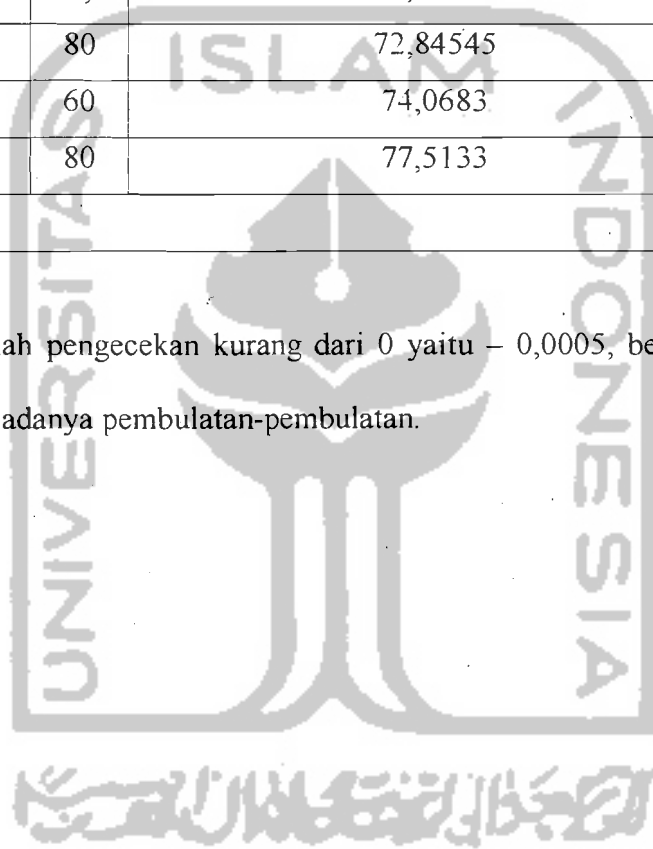 80 72,84545
60 74,0683
80 77,5133
lah pengecekan kurang dari 0 yaitu – 0,0005, be
adanya pembulatan-pembulatan.
ISLAM
UNIVERSITAS
INDONESIA